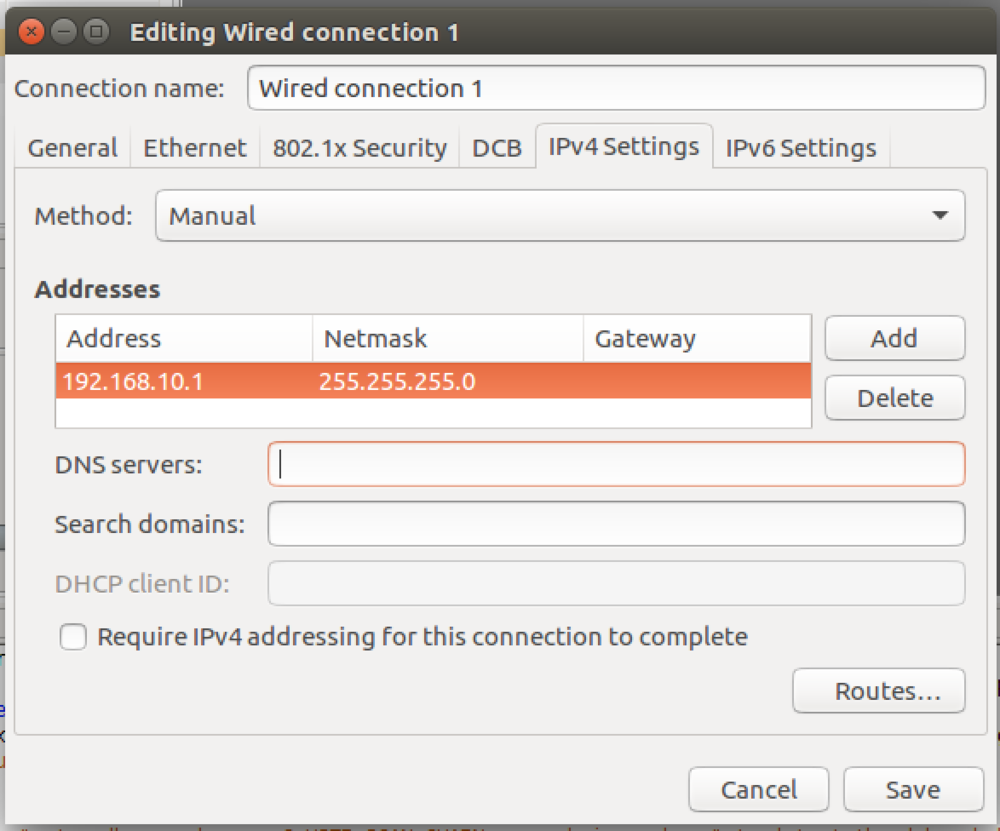 Editing Wired connection 1
Connection name: Wired connection 1
General Ethernet 802.1x Security DCB IPv4 Settings IPv6 Settings
Method: Manual
Addresses
Address Netmask Gateway
192.168.10.1 255.255.255.0
Add
Delete
DNS servers:
Search domains:
DHCP client ID:
Require IPv4 addressing for this connection to complete
Routes...
Cancel Save